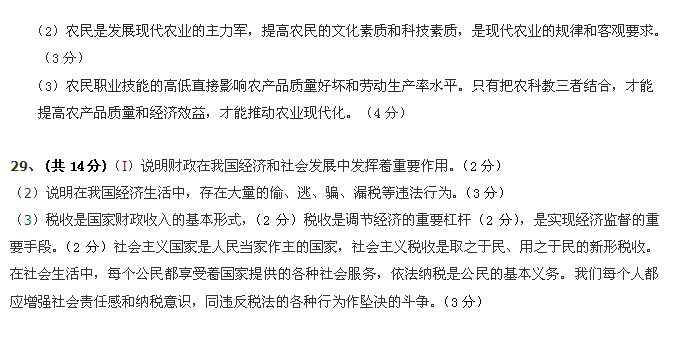 （2）农民是发展现代农业的主力军，提高农民的文化素质和科技素质，是现代农业的规律和客观要求。
（3分）
（3）农民职业技能的高低直接影响农产品质量好坏和劳动生产率水平。只有把农科教三者结合，才能
提高农产品质量和经济效益，才能推动农业现代化。（4分）
29、（共14分）（I）说明财政在我国经济和社会发展中发挥着重要作用。（2分）
（2）说明在我国经济生活中，存在大量的偷、逃、骗、漏税等违法行为。（3分）
（3）税收是国家财政收入的基本形式，（2分）税收是调节经济的重要杠杆（2分），是实现经济监督的重
要手段。（2分）社会主义国家是人民当家作主的国家，社会主义税收是取之于民、用之于民的新形税收。
在社会生活中，每个公民都享受着国家提供的各种社会服务，依法纳税是公民的基本义务。我们每个人都
应增强社会责任感和纳税意识，同违反税法的各种行为作坠决的斗争。（3分）